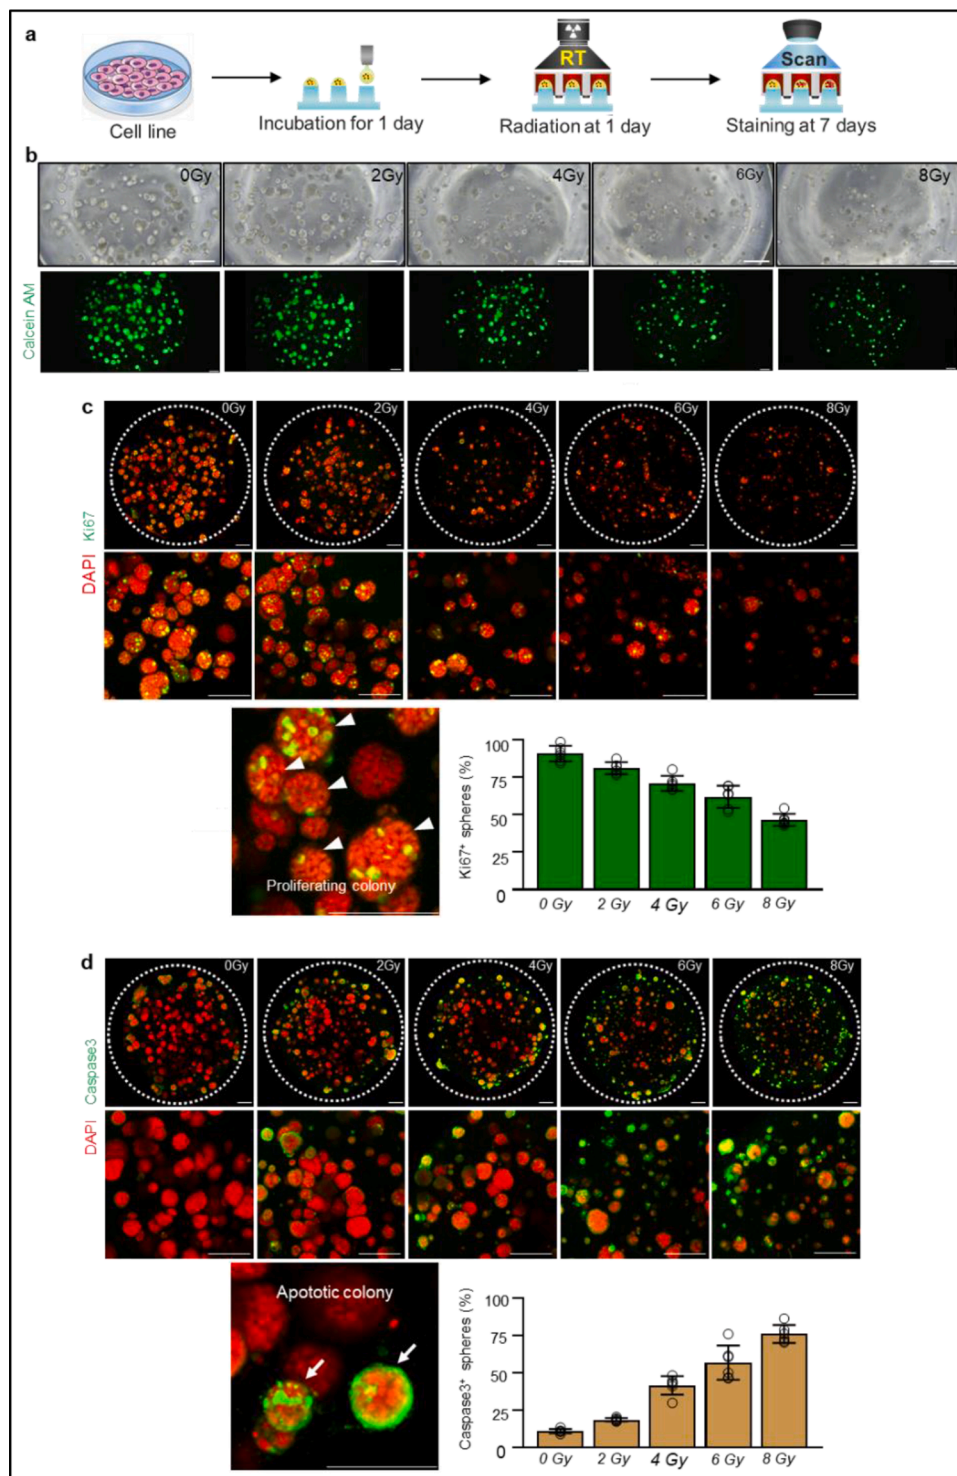 a
RT
Scan
Cell line
Incubation for 1 day
Radiation at 1 day
Staining at 7 days
b
0Gy
2Gy
4Gy
6Gy
8Gy
Calcein AM
c
0Gy
2Gy
4Gy
6Gy
8Gy
DAPI
Ki67
Proliferating colony
Ki67+ spheres (%)
100
75
50
25
0
0 Gy
2 Gy
4 Gy
6 Gy
8 Gy
d
0Gy
2Gy
4Gy
6Gy
8Gy
DAPI
Caspase3
Apototic colony
Caspase3+ spheres (%)
100
75
50
25
0
0 Gy
2 Gy
4 Gy
6 Gy
8 Gy